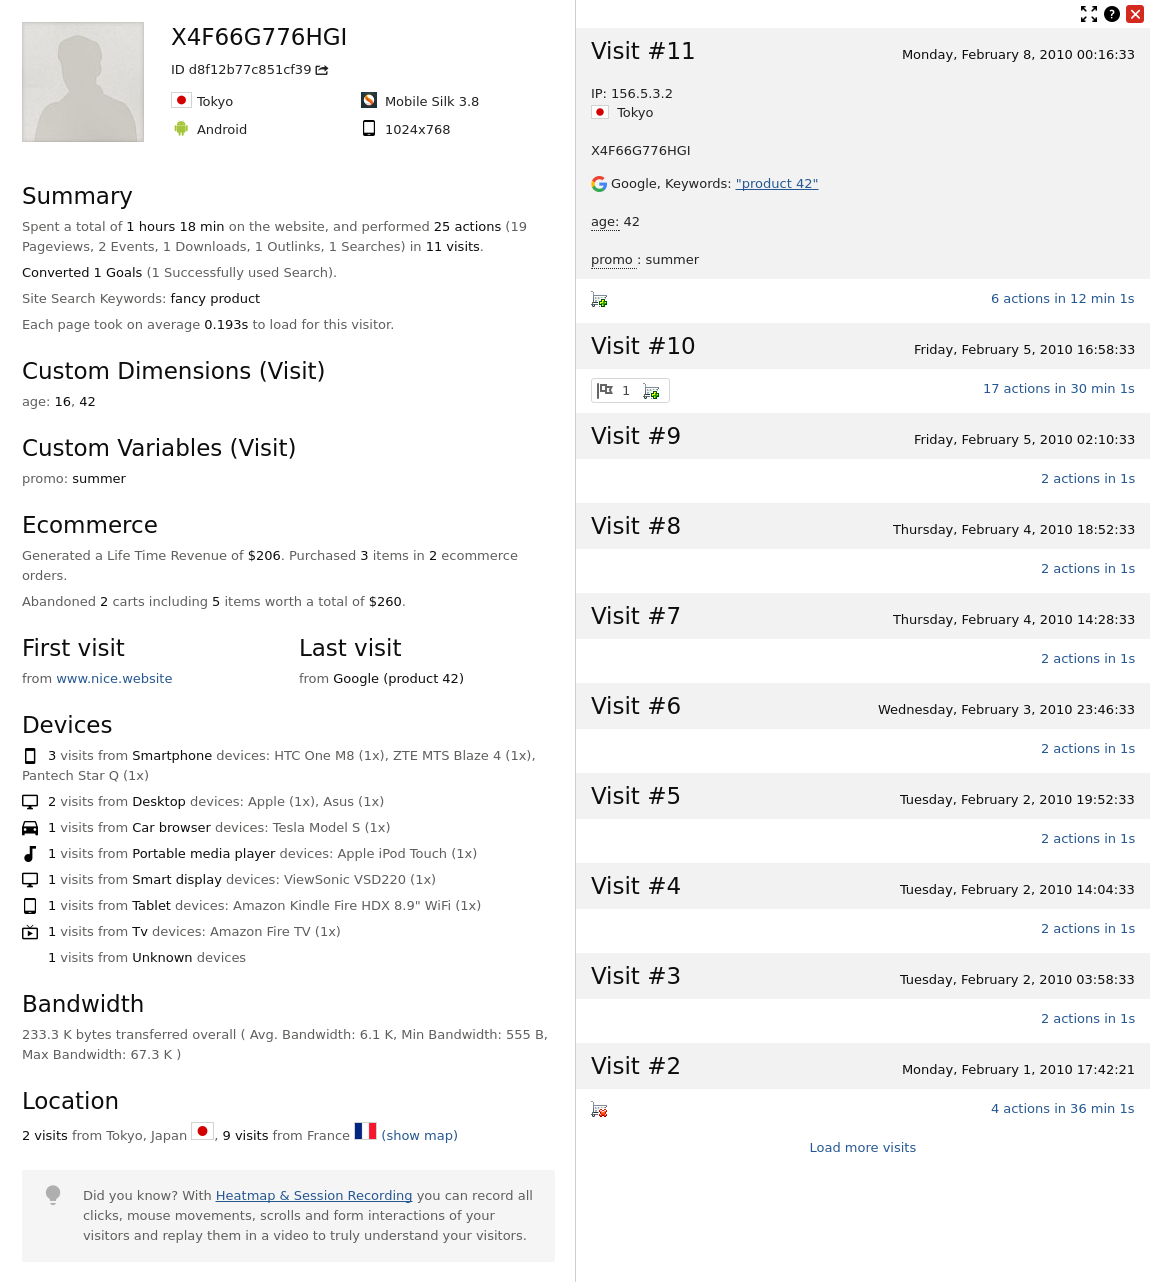 X4F66G776HGI
ID d8f12b77c851cf39
Tokyo
Mobile Silk 3.8
Android
1024x768
Summary
Spent a total of 1 hours 18 min on the website, and performed 25 actions (19
Pageviews, 2 Events, 1 Downloads, 1 Outlinks, 1 Searches) in 11 visits.
Converted 1 Goals (1 Successfully used Search).
Site Search Keywords: fancy product
Each page took on average 0.193s to load for this visitor.
Custom Dimensions (Visit)
age: 16, 42
Custom Variables (Visit)
promo: summer
Ecommerce
Generated a Life Time Revenue of $206. Purchased 3 items in 2 ecommerce
orders.
Abandoned 2 carts including 5 items worth a total of $260.
First visit
from www.nice.website
Last visit
from Google (product 42)
Devices
3 visits from Smartphone devices: HTC One M8 (1x), ZTE MTS Blaze 4 (1x),
Pantech Star Q (1x)
2 visits from Desktop devices: Apple (1x), Asus (1x)
1 visits from Car browser devices: Tesla Model S (1x)
1 visits from Portable media player devices: Apple iPod Touch (1x)
1 visits from Smart display devices: ViewSonic VSD220 (1x)
1 visits from Tablet devices: Amazon Kindle Fire HDX 8.9" WiFi (1x)
1 visits from Tv devices: Amazon Fire TV (1x)
1 visits from Unknown devices
Bandwidth
233.3 K bytes transferred overall ( Avg. Bandwidth: 6.1 K, Min Bandwidth: 555 B,
Max Bandwidth: 67.3 K )
Location
2 visits from Tokyo, Japan , 9 visits from France (show map)
Did you know? With Heatmap & Session Recording you can record all
clicks, mouse movements, scrolls and form interactions of your
visitors and replay them in a video to truly understand your visitors.
Visit #11
Monday, February 8, 2010 00:16:33
IP: 156.5.3.2
Tokyo
X4F66G776HGI
Google, Keywords: "product 42"
age: 42
promo : summer
6 actions in 12 min 1s
Visit #10
Friday, February 5, 2010 16:58:33
1
17 actions in 30 min 1s
Visit #9
Friday, February 5, 2010 02:10:33
2 actions in 1s
Visit #8
Thursday, February 4, 2010 18:52:33
2 actions in 1s
Visit #7
Thursday, February 4, 2010 14:28:33
2 actions in 1s
Visit #6
Wednesday, February 3, 2010 23:46:33
2 actions in 1s
Visit #5
Tuesday, February 2, 2010 19:52:33
2 actions in 1s
Visit #4
Tuesday, February 2, 2010 14:04:33
2 actions in 1s
Visit #3
Tuesday, February 2, 2010 03:58:33
2 actions in 1s
Visit #2
Monday, February 1, 2010 17:42:21
4 actions in 36 min 1s
Load more visits